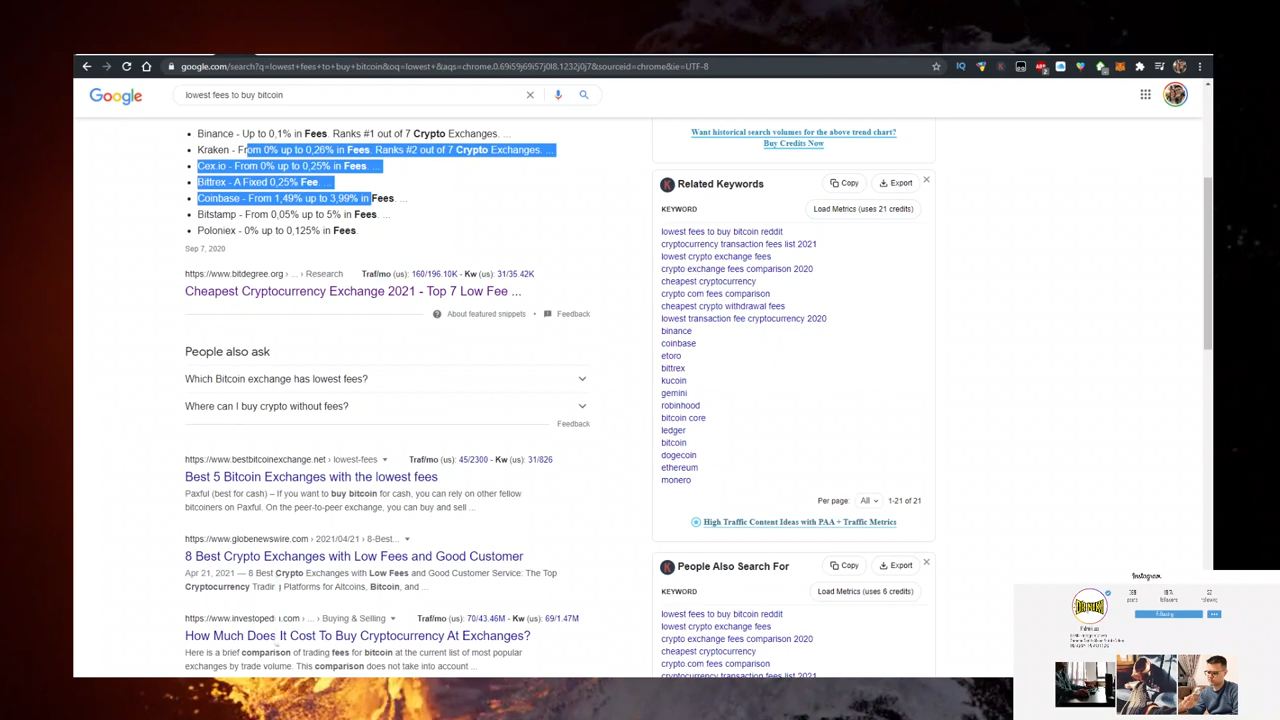 google.com/search?q=lowest+fees+to+buy+bitcoin&oq=lowest+&aqs=chrome.0.69i59j69i57j0l8.1232j0j7&sourceid=chrome&ie=UTF-8
Google
lowest fees to buy bitcoin
Binance - Up to 0,1% in Fees. Ranks #1 out of 7 Crypto Exchanges. ...
Kraken - From 0% up to 0,26% in Fees. Ranks #2 out of 7 Crypto Exchanges. ...
Cex.io - From 0% up to 0,25% in Fees. ...
Bittrex - A Fixed 0,25% Fee. ...
Coinbase - From 1,49% up to 3,99% in Fees. ...
Bitstamp - From 0,05% up to 5% in Fees. ...
Poloniex - 0% up to 0,125% in Fees.
Sep 7, 2020
https://www.bitdegree.org › ... › Research Traf/mo (us): 160/196.10K - Kw (us): 31/35.42K
Cheapest Cryptocurrency Exchange 2021 - Top 7 Low Fee ...
About featured snippets • Feedback
People also ask
Which Bitcoin exchange has lowest fees?
Where can I buy crypto without fees?
Feedback
https://www.bestbitcoinexchange.net › lowest-fees Traf/mo (us): 45/2300 - Kw (us): 31/826
Best 5 Bitcoin Exchanges with the lowest fees
Paxful (best for cash) – If you want to buy bitcoin for cash, you can rely on other fellow
bitcoiners on Paxful. On the peer-to-peer exchange, you can buy and sell ...
https://www.globenewswire.com › 2021/04/21 › 8-Best...
8 Best Crypto Exchanges with Low Fees and Good Customer
Apr 21, 2021 — 8 Best Crypto Exchanges with Low Fees and Good Customer Service: The Top
Cryptocurrency Platforms for Altcoins, Bitcoin, and ...
› ... › Buying & Selling Traf/mo (us): 70/43.46M - Kw (us): 69/1.47M
How Much Does It Cost To Buy Cryptocurrency At Exchanges?
Here is a brief comparison of trading fees for bitcoin at the current list of most popular
exchanges by trade volume. This comparison does not take into account ...
Want historical search volumes for the above trend chart?
Buy Credits Now
Related Keywords
Copy
Export
KEYWORD
Load Metrics (uses 21 credits)
lowest fees to buy bitcoin reddit
cryptocurrency transaction fees list 2021
lowest crypto exchange fees
crypto exchange fees comparison 2020
cheapest cryptocurrency
crypto com fees comparison
cheapest crypto withdrawal fees
lowest transaction fee cryptocurrency 2020
binance
coinbase
etoro
bittrex
kucoin
gemini
robinhood
bitcoin core
ledger
bitcoin
dogecoin
ethereum
monero
Per page: All 1-21 of 21
High Traffic Content Ideas with PAA + Traffic Metrics
People Also Search For
Copy
Export
KEYWORD
Load Metrics (uses 6 credits)
lowest fees to buy bitcoin reddit
lowest crypto exchange fees
crypto exchange fees comparison 2020
cheapest cryptocurrency
crypto com fees comparison
cryptocurrency transaction fees list 2021
Instagram